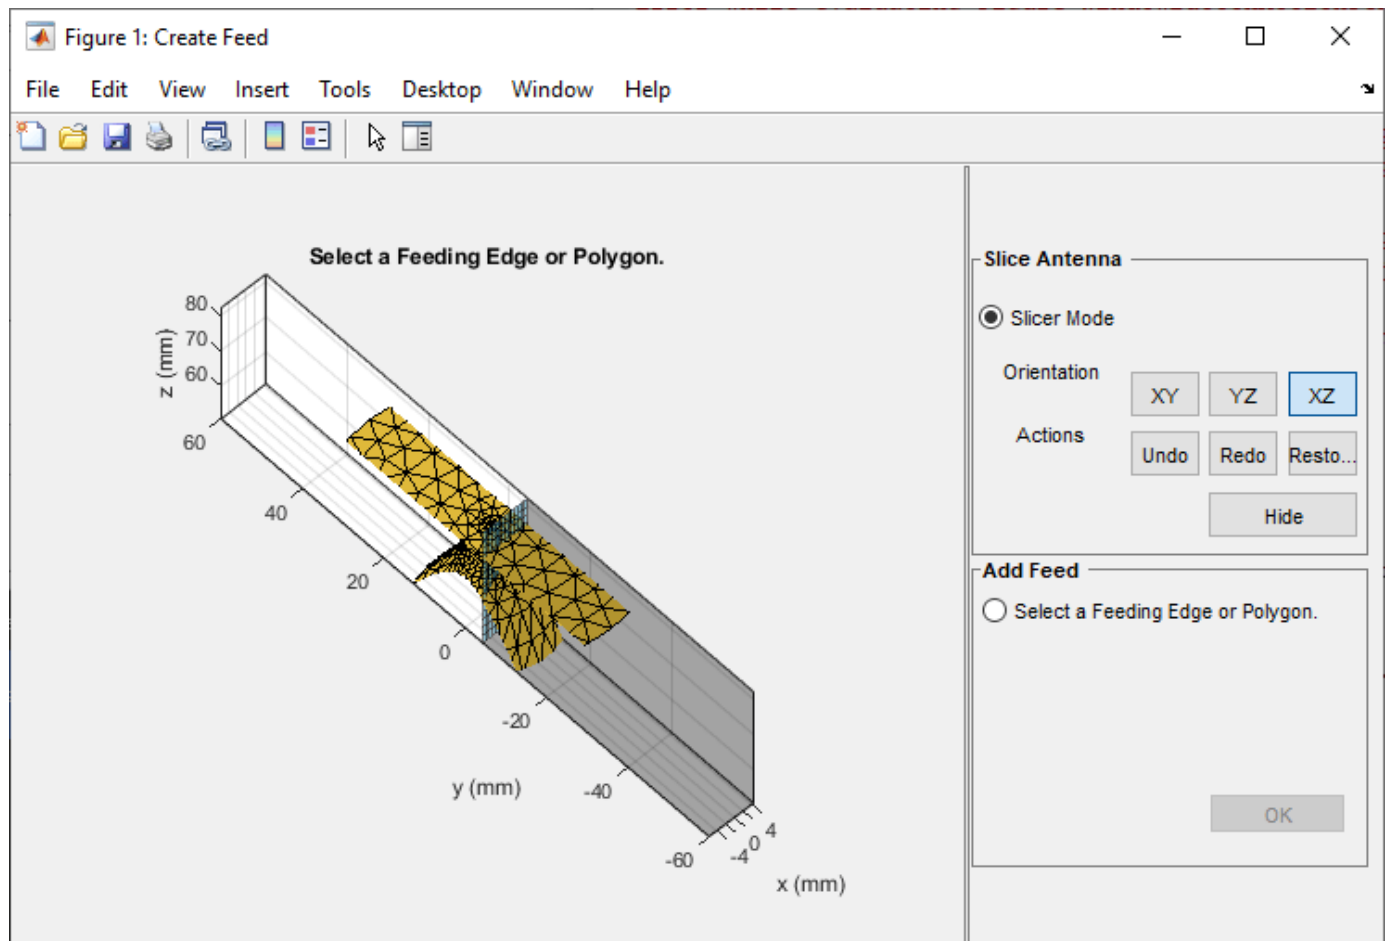 Figure 1: Create Feed
File Edit View Insert Tools Desktop Window Help
Select a Feeding Edge or Polygon.
80
70
60
z (mm)
60
40
20
0
-20
-40
-60
y (mm)
-4
0
4
x (mm)
Slice Antenna
Slicer Mode
Orientation
XY YZ XZ
Actions
Undo Redo Resto...
Hide
Add Feed
Select a Feeding Edge or Polygon.
OK